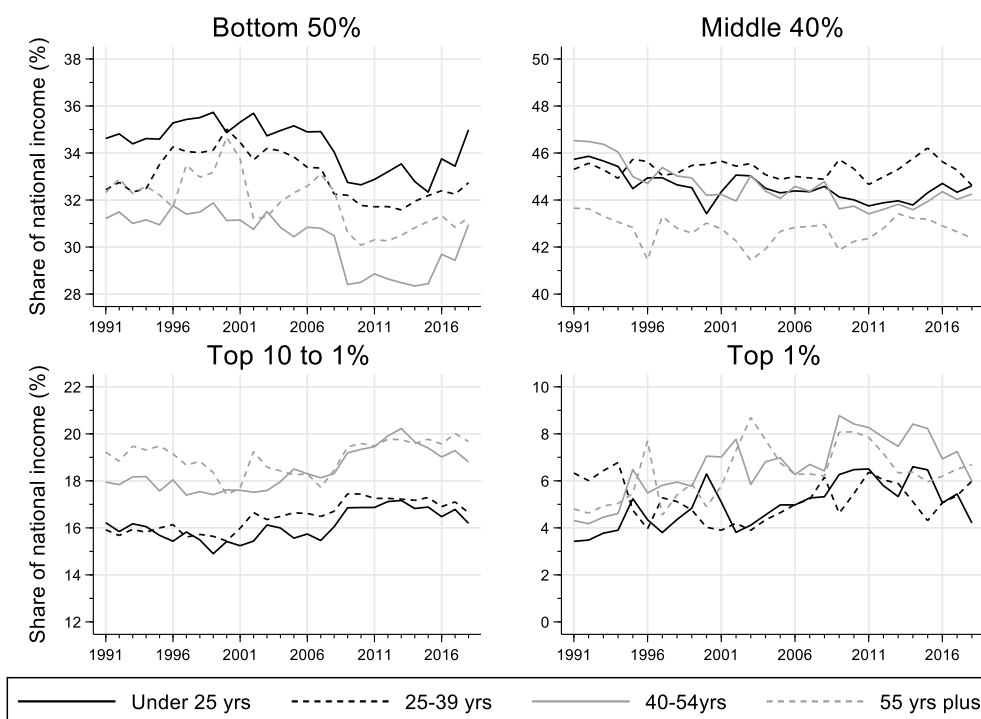 Bottom 50%
Share of national income (%)
38
36
34
32
30
28
1991 1996 2001 2006 2011 2016
Middle 40%
50
48
46
44
42
40
1991 1996 2001 2006 2011 2016
Top 10 to 1%
Share of national income (%)
22
20
18
16
14
12
1991 1996 2001 2006 2011 2016
Top 1%
10
8
6
4
2
0
1991 1996 2001 2006 2011 2016
Under 25 yrs 25-39 yrs 40-54yrs 55 yrs plus